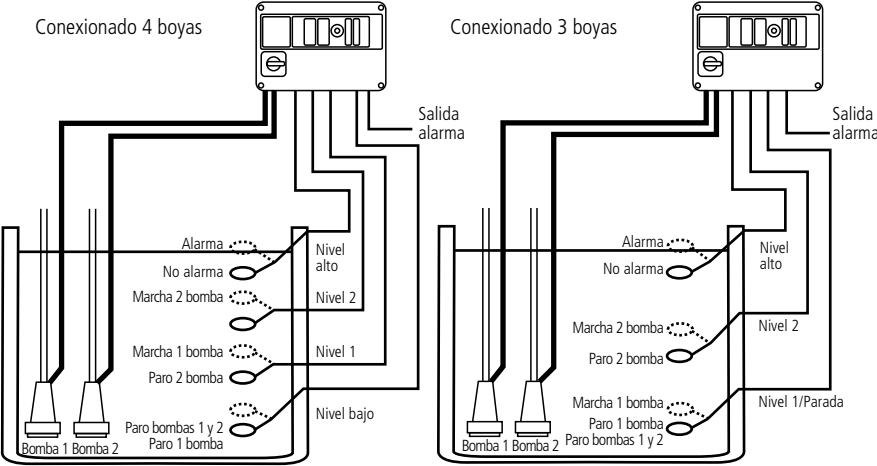 Conexionado 4 boyas
Salida
alarma
Alarma
No alarma
Nivel
alto
Marcha 2 bomba
Nivel 2
Marcha 1 bomba
Nivel 1
Paro 2 bomba
Nivel bajo
Paro bombas 1 y 2
Paro 1 bomba
Bomba 1 Bomba 2
Conexionado 3 boyas
Salida
alarma
Alarma
No alarma
Nivel
alto
Marcha 2 bomba
Nivel 2
Paro 2 bomba
Marcha 1 bomba
Nivel 1/Parada
Paro 1 bomba
Paro bombas 1 y 2
Bomba 1 Bomba 2